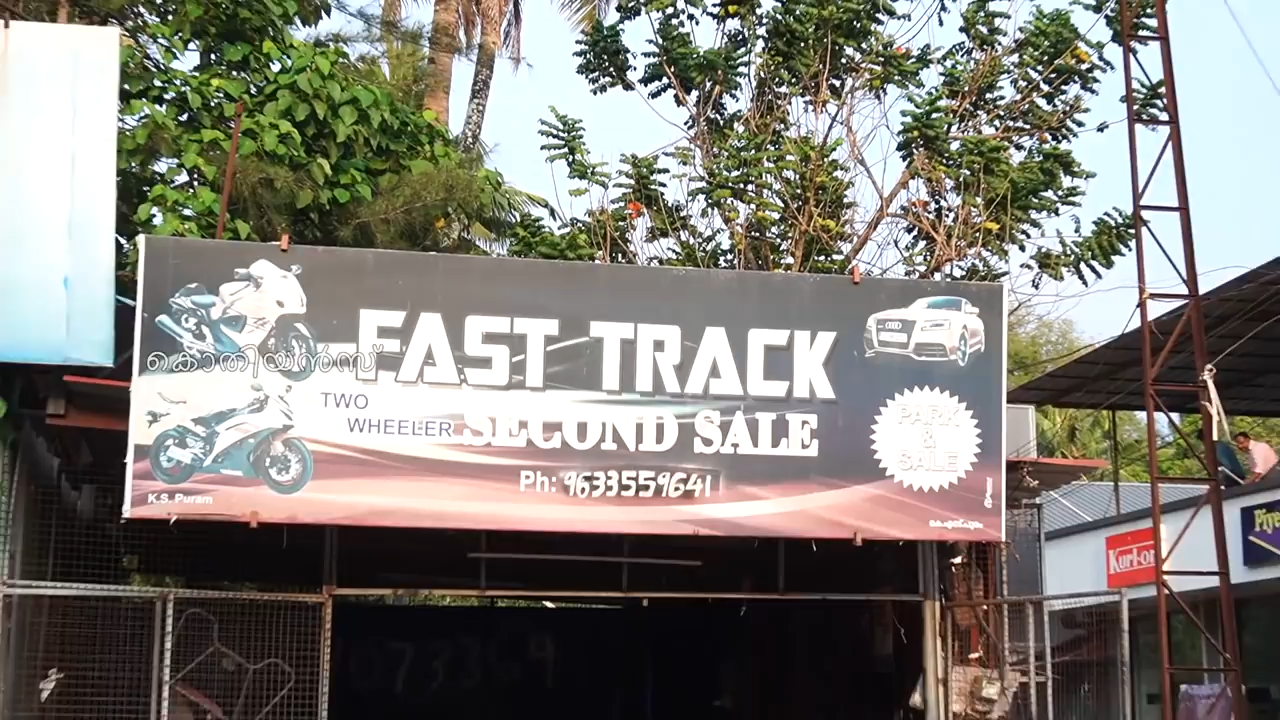 FAST TRACK
കൊതിയൻസ്
TWO
WHEELER
SECOND SALE
Ph: 9633559641
K.S. Puram
PARK
&
SALE
Kurl-on